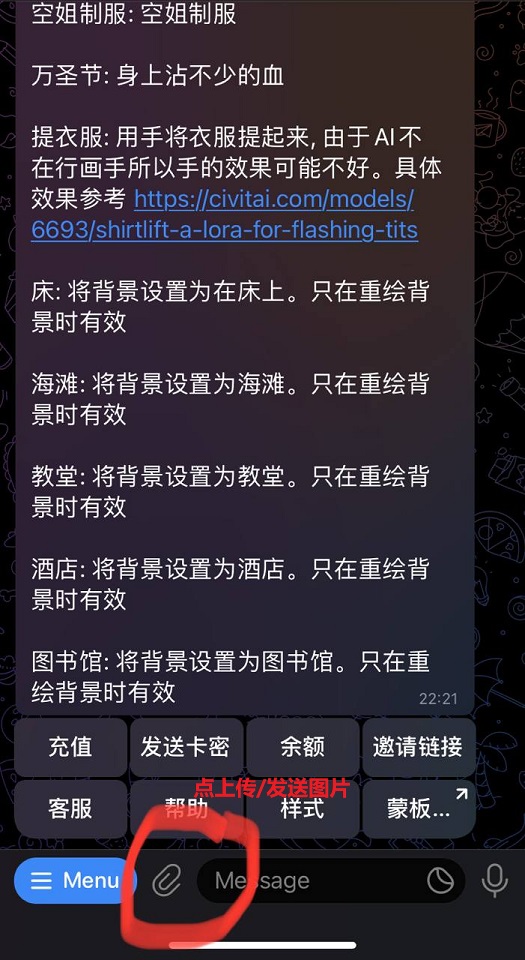 空姐制服: 空姐制服
万圣节: 身上沾不少的血
提衣服: 用手将衣服提起来, 由于AI不
在行画手所以手的效果可能不好。具体
效果参考 https://civitai.com/models/
6693/shirtlift-a-lora-for-flashing-tits
床: 将背景设置为在床上。只在重绘背
景时有效
海滩: 将背景设置为海滩。只在重绘背
景时有效
教堂: 将背景设置为教堂。只在重绘背
景时有效
酒店: 将背景设置为酒店。只在重绘背
景时有效
图书馆: 将背景设置为图书馆。只在重
绘背景时有效
22:21
充值 发送卡密 余额 邀请链接
点上传/发送图片
客服 帮助 样式 蒙板...
Menu Message